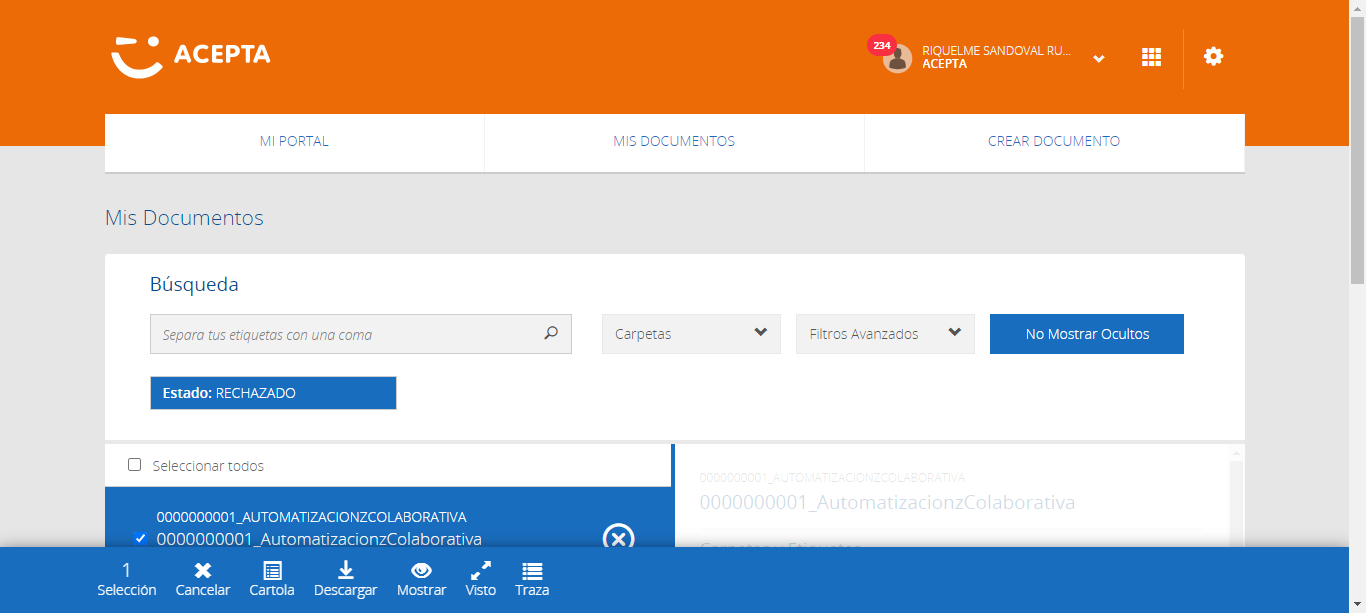 ACEPTA
234
RIQUELME SANDOVAL RU...
ACEPTA
MI PORTAL
MIS DOCUMENTOS
CREAR DOCUMENTO
Mis Documentos
Búsqueda
Separa tus etiquetas con una coma
Carpetas
Filtros Avanzados
No Mostrar Ocultos
Estado: RECHAZADO
Seleccionar todos
0000000001_AUTOMATIZACIONZCOLABORATIVA
0000000001_AutomatizacionzColaborativa
0000000001_AUTOMATIZACIONZCOLABORATIVA
0000000001_AutomatizacionzColaborativa
Carpetas y Etiquetas
1
Selección
Cancelar
Cartola
Descargar
Mostrar
Visto
Traza